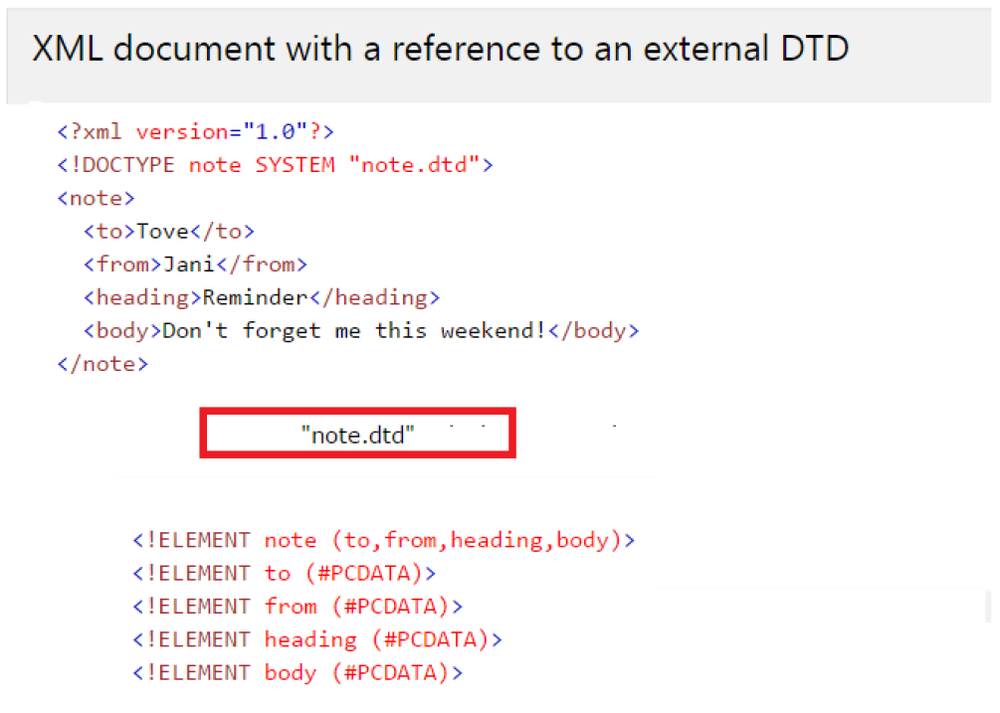 XML document with a reference to an external DTD
<?xml version="1.0"?>
<!DOCTYPE note SYSTEM "note.dtd">
<note>
<to>Tove</to>
<from>Jani</from>
<heading>Reminder</heading>
<body>Don't forget me this weekend!</body>
</note>
"note.dtd"
<!ELEMENT note (to,from,heading,body)>
<!ELEMENT to (#PCDATA)>
<!ELEMENT from (#PCDATA)>
<!ELEMENT heading (#PCDATA)>
<!ELEMENT body (#PCDATA)>